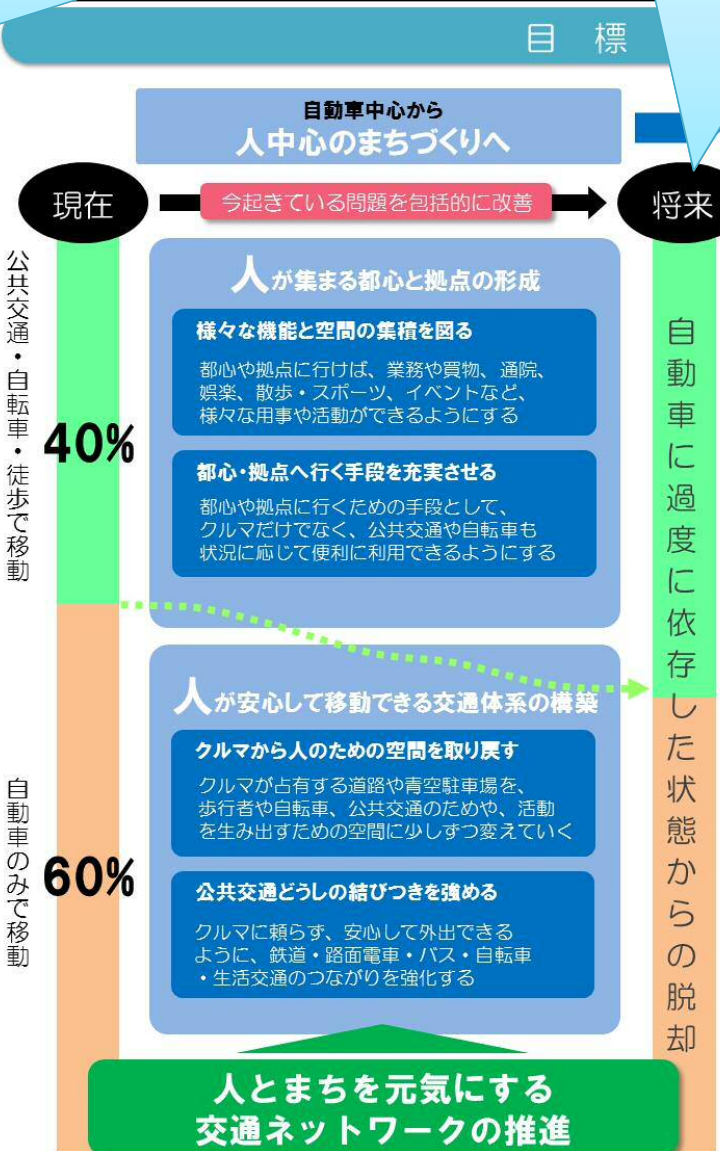 目標
自動車中心から
人中心のまちづくりへ
現在
今起きている問題を包括的に改善
将来
公共交通・自転車・徒歩で移動
40%
自動車のみで移動
60%
人が集まる都心と拠点の形成
様々な機能と空間の集積を図る
都心や拠点に行けば、業務や買物、通院、
娯楽、散歩・スポーツ、イベントなど、
様々な用事や活動ができるようにする
都心・拠点へ行く手段を充実させる
都心や拠点に行くための手段として、
クルマだけでなく、公共交通や自転車も
状況に応じて便利に利用できるようにする
人が安心して移動できる交通体系の構築
クルマから人のための空間を取り戻す
クルマが占有する道路や青空駐車場を、
歩行者や自転車、公共交通のためや、活動
を生み出すための空間に少しずつ変えていく
公共交通どうしの結びつきを強める
クルマに頼らず、安心して外出できる
ように、鉄道・路面電車・バス・自転車
・生活交通のつながりを強化する
自動車に過度に依存した状態からの脱却
人とまちを元気にする
交通ネットワークの推進